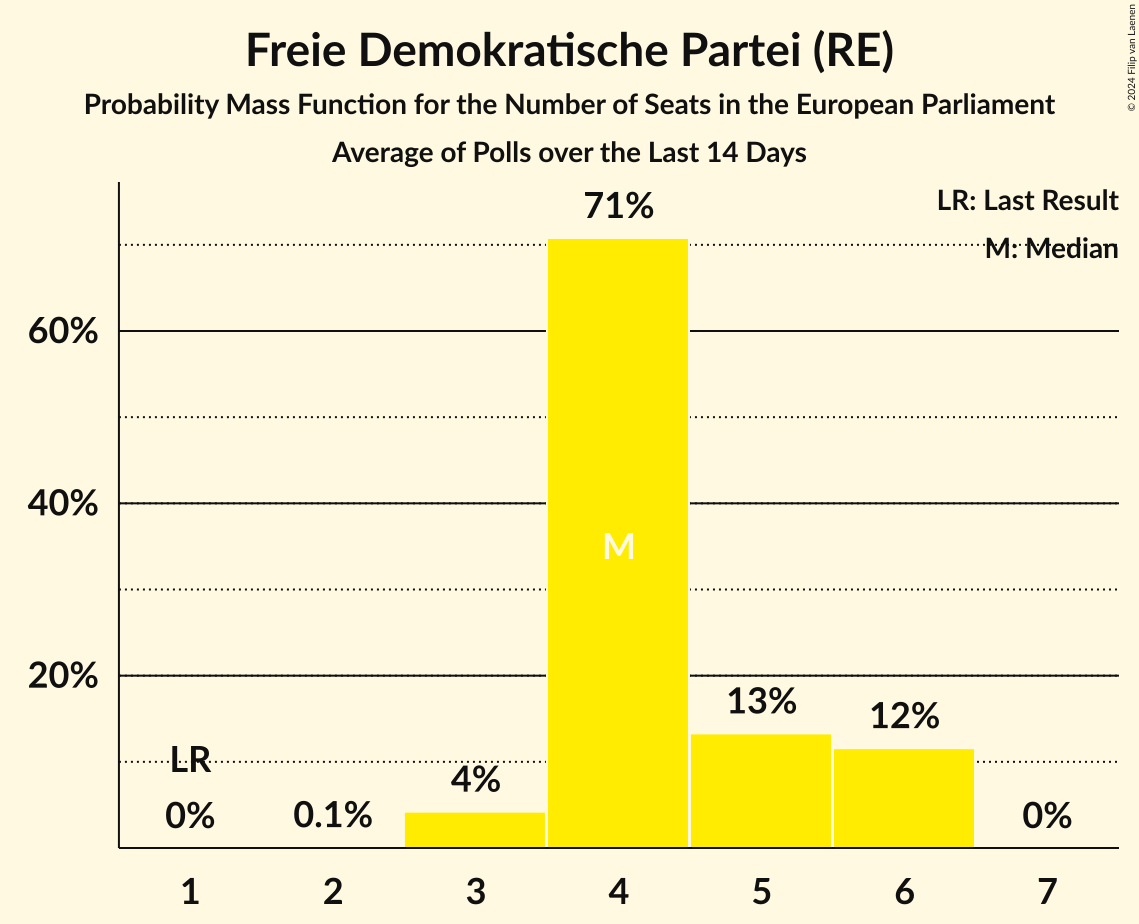 Freie Demokratische Partei (RE)
Probability Mass Function for the Number of Seats in the European Parliament
Average of Polls over the Last 14 Days
© 2024 Filip van Laenen
LR: Last Result
M: Median
71%
60%
40%
M
20%
13%
12%
LR
4%
0%
0.1%
0%
1 2 3 4 5 6 7